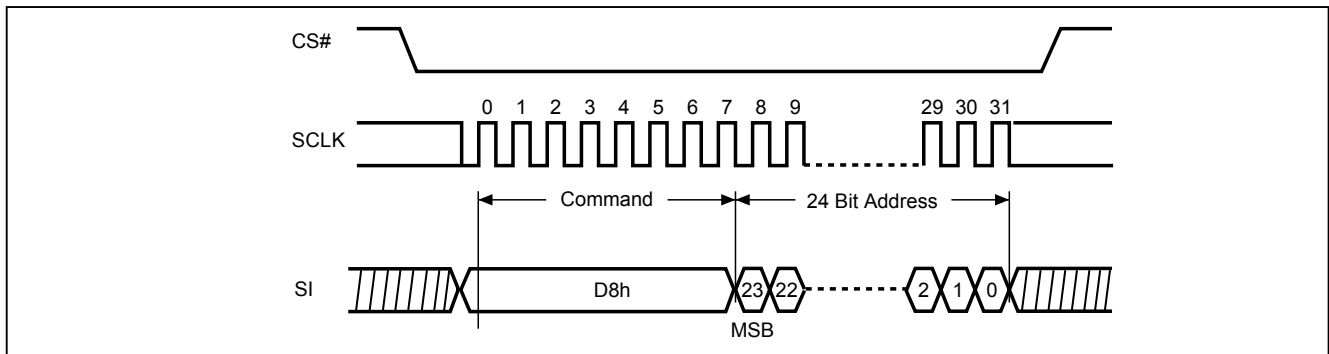 CS#
0 1 2 3 4 5 6 7 8 9 29 30 31
SCLK
Command 24 Bit Address
SI D8h 23 22 2 1 0
MSB